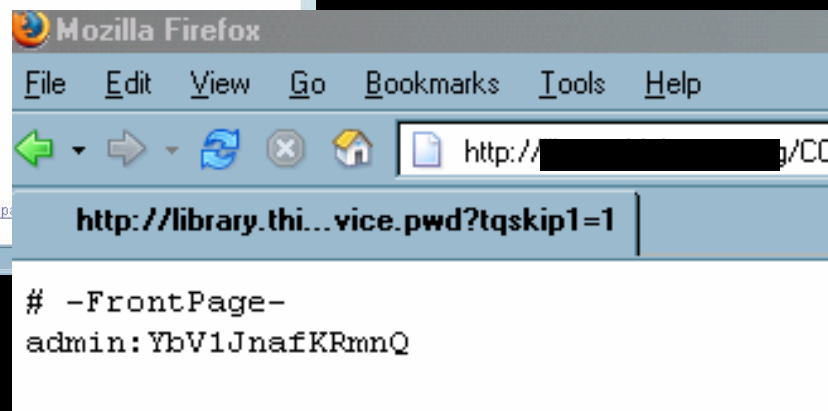 Mozilla Firefox
File Edit View Go Bookmarks Tools Help
http:// g/CC
http://library.thi...vice.pwd?tqskip1=1
# -FrontPage-
admin:YbV1JnafKRmnQ